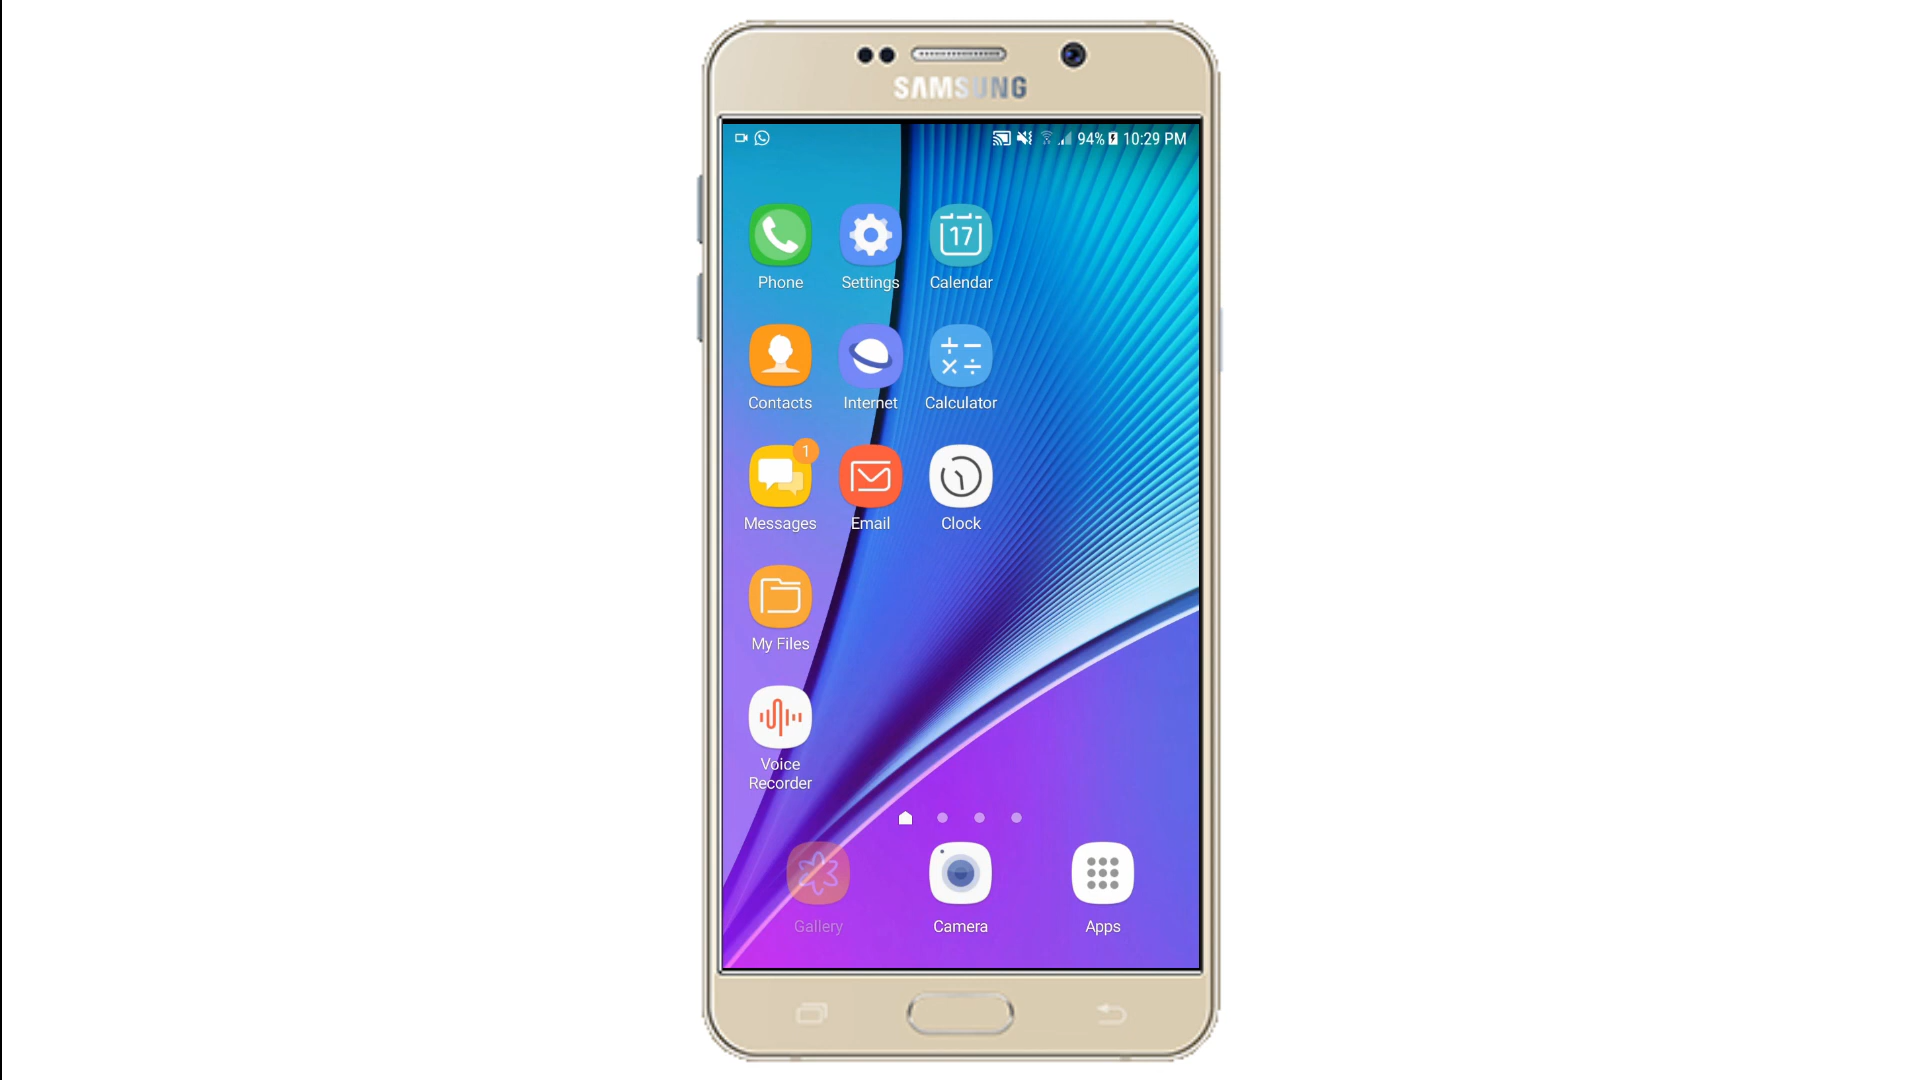 SAMSUNG
94% 10:29 PM
Phone
Settings
17
Calendar
Contacts
Internet
Calculator
1
Messages
Email
Clock
My Files
Voice
Recorder
Gallery
Camera
Apps